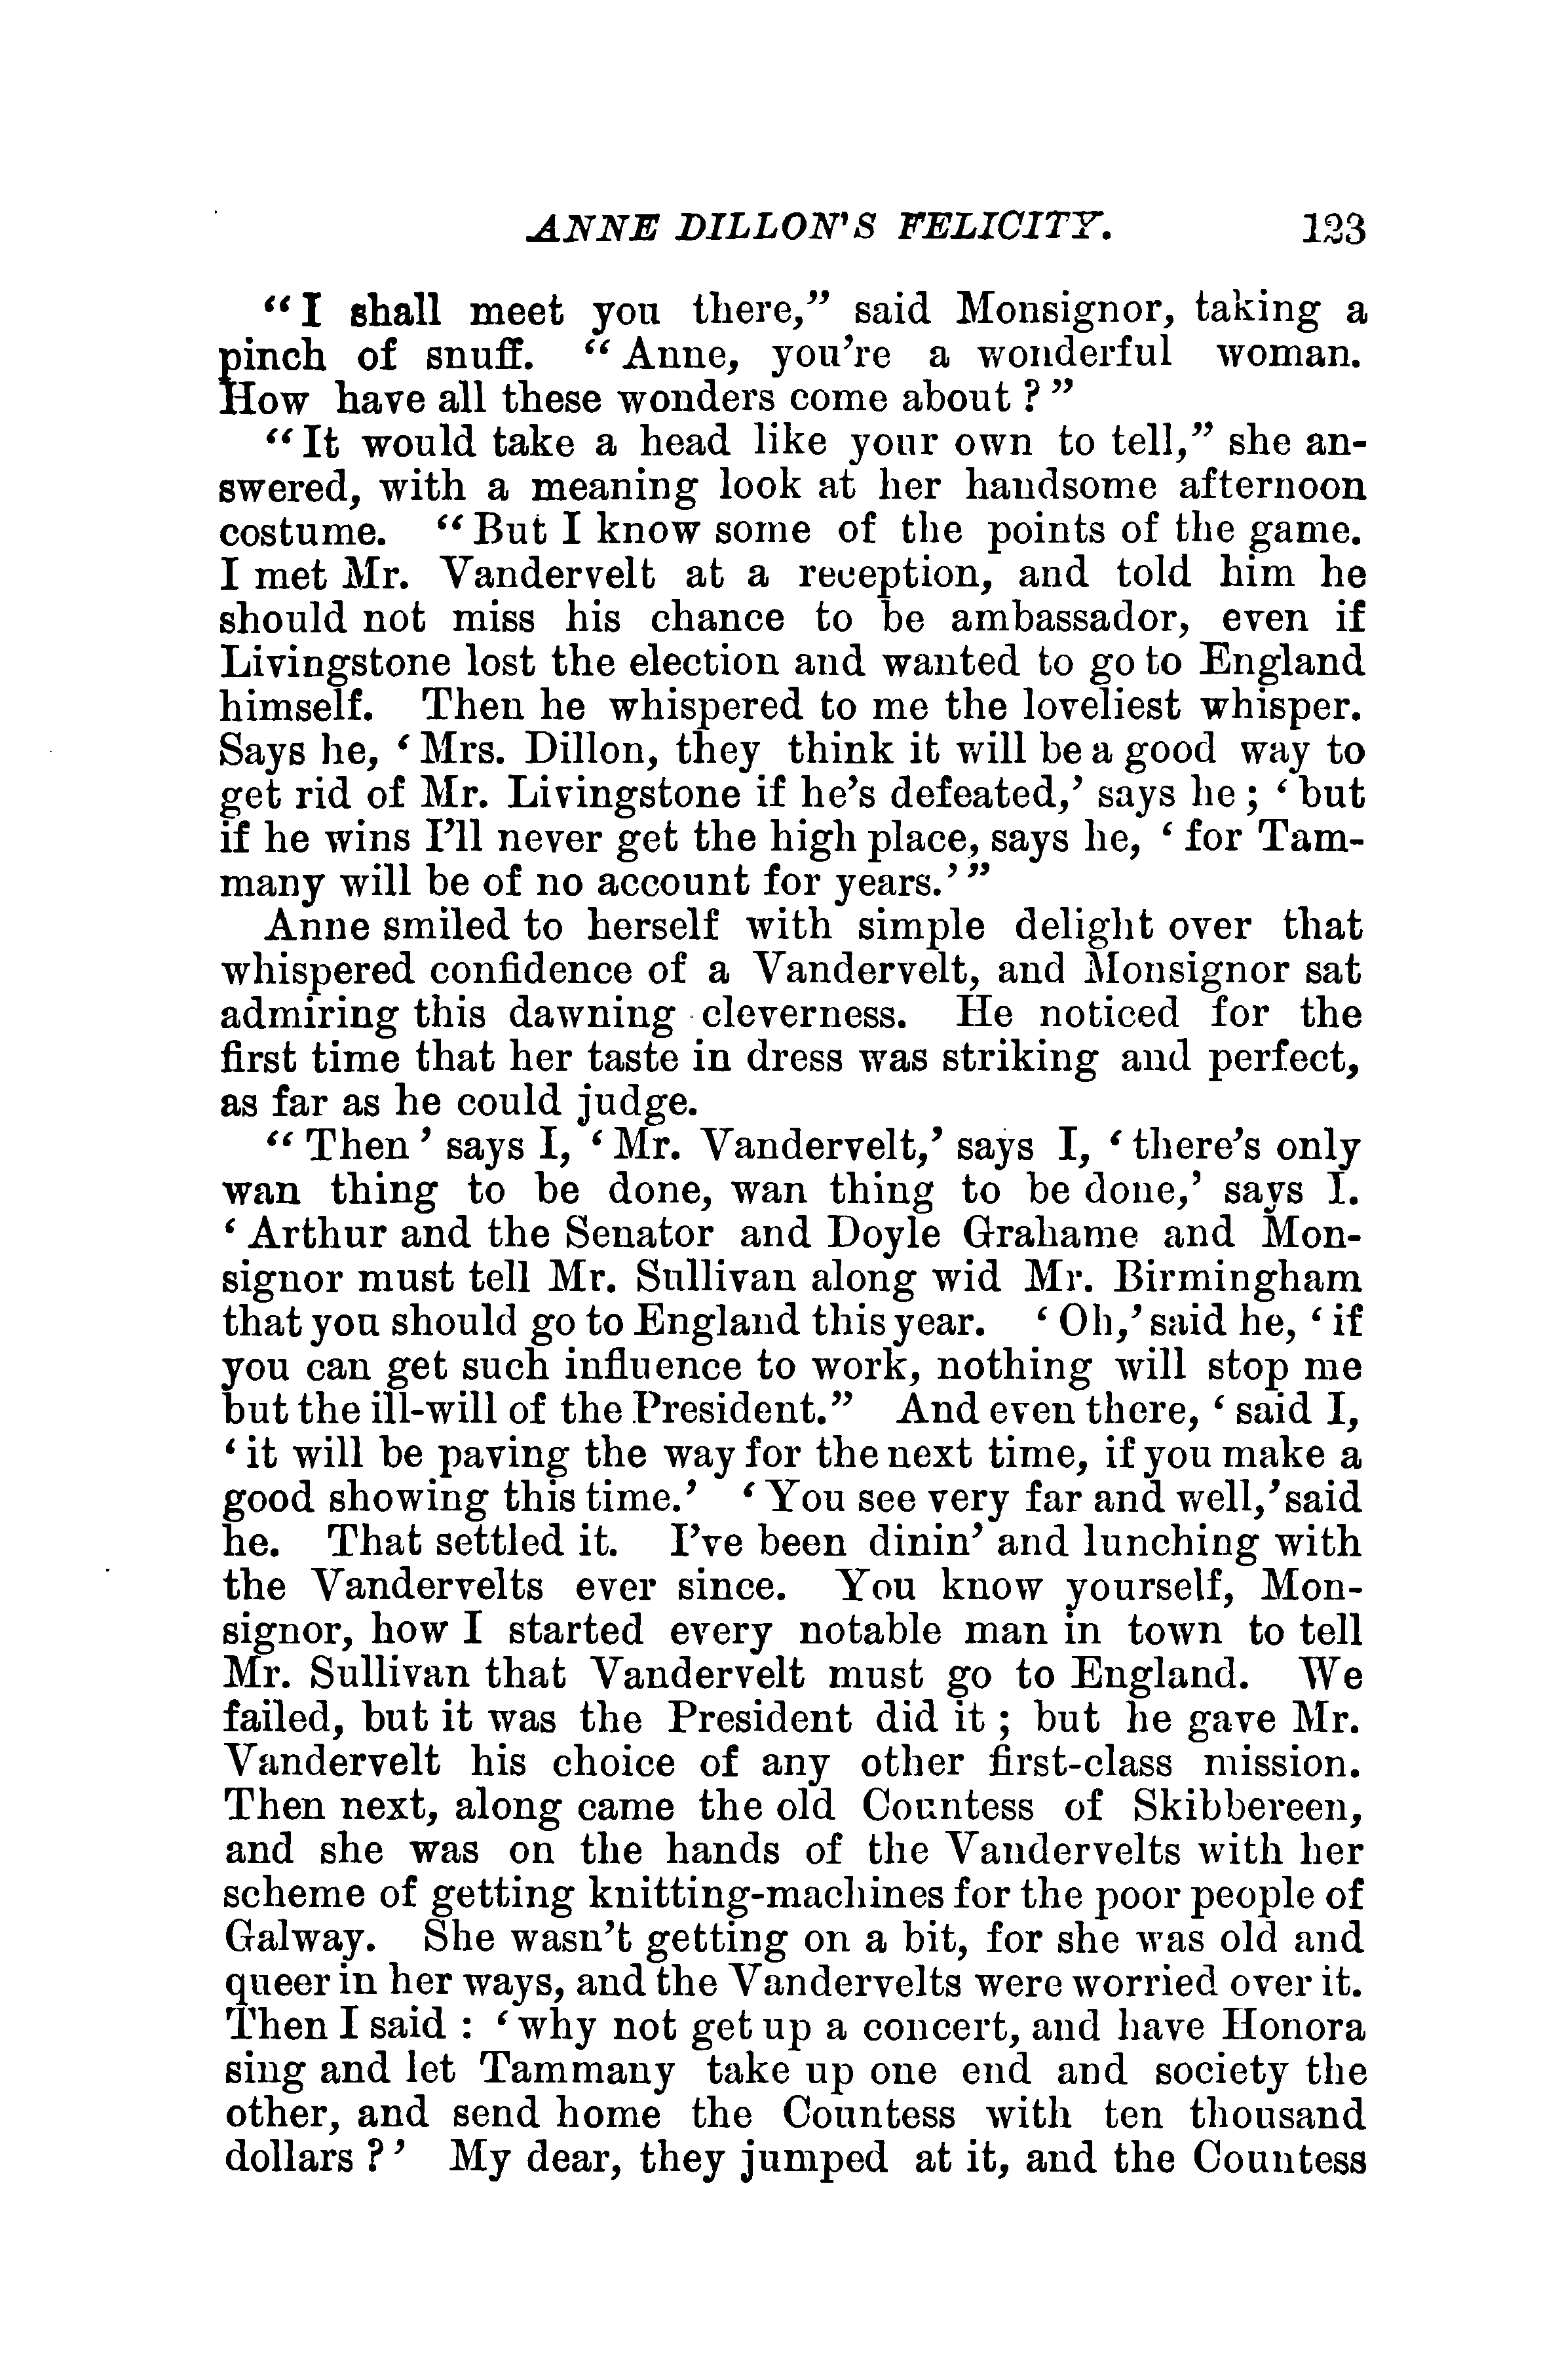 ANNE DILLON'S FELICITY. 123
“I shall meet you there,” said Monsignor, taking a
pinch of snuff. “Anne, you’re a wonderful woman.
How have all these wonders come about?”
“It would take a head like your own to tell,” she an-
swered, with a meaning look at her handsome afternoon
costume. “But I know some of the points of the game.
I met Mr. Vandervelt at a reception, and told him he
should not miss his chance to be ambassador, even if
Livingstone lost the election and wanted to go to England
himself. Then he whispered to me the loveliest whisper.
Says he, ‘Mrs. Dillon, they think it will be a good way to
get rid of Mr. Livingstone if he’s defeated,’ says he; ‘but
if he wins I’ll never get the high place, says he, ‘for Tam-
many will be of no account for years.’”
Anne smiled to herself with simple delight over that
whispered confidence of a Vandervelt, and Monsignor sat
admiring this dawning cleverness. He noticed for the
first time that her taste in dress was striking and perfect,
as far as he could judge.
“Then’ says I, ‘Mr. Vandervelt,’ says I, ‘there’s only
wan thing to be done, wan thing to be done,’ says I.
‘Arthur and the Senator and Doyle Grahame and Mon-
signor must tell Mr. Sullivan along wid Mr. Birmingham
that you should go to England this year. ‘Oh,’ said he, ‘if
you can get such influence to work, nothing will stop me
but the ill-will of the President.” And even there, ‘said I,
‘it will be paving the way for the next time, if you make a
good showing this time.’ ‘You see very far and well,’ said
he. That settled it. I’ve been dinin’ and lunching with
the Vandervelts ever since. You know yourself, Mon-
signor, how I started every notable man in town to tell
Mr. Sullivan that Vandervelt must go to England. We
failed, but it was the President did it; but he gave Mr.
Vandervelt his choice of any other first-class mission.
Then next, along came the old Countess of Skibbereen,
and she was on the hands of the Vandervelts with her
scheme of getting knitting-machines for the poor people of
Galway. She wasn’t getting on a bit, for she was old and
queer in her ways, and the Vandervelts were worried over it.
Then I said: ‘why not get up a concert, and have Honora
sing and let Tammany take up one end and society the
other, and send home the Countess with ten thousand
dollars?’ My dear, they jumped at it, and the Countess